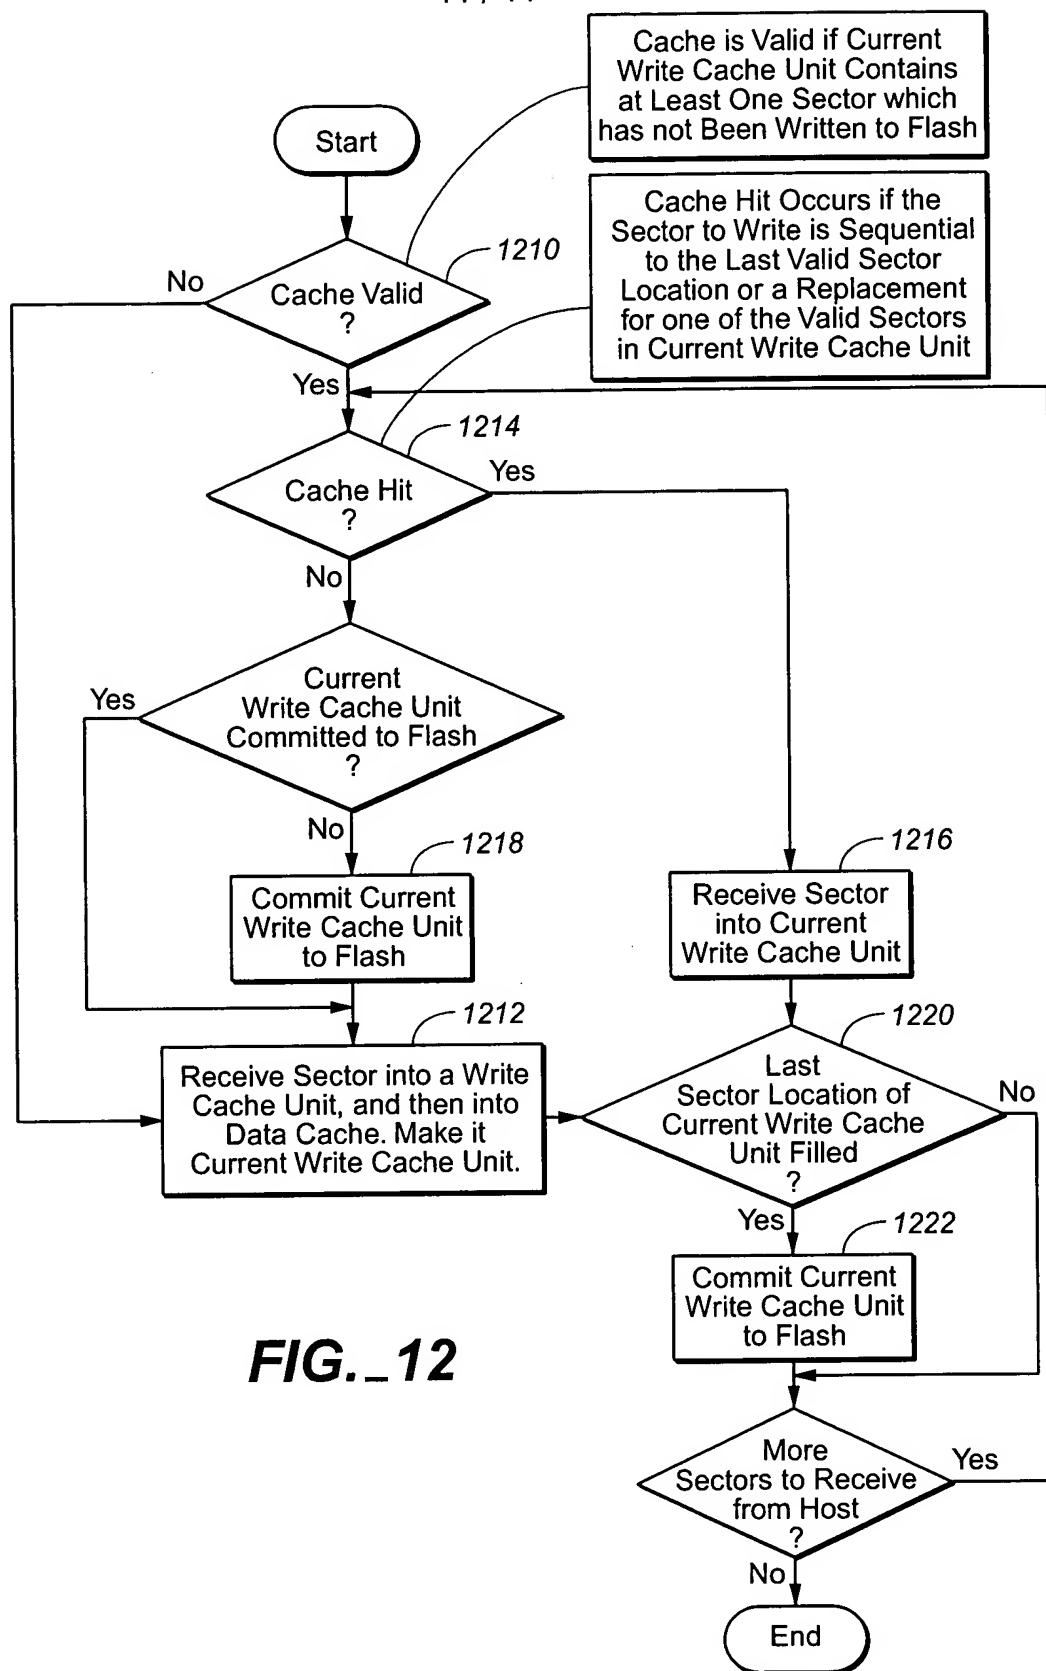 Cache is Valid if Current
Write Cache Unit Contains
at Least One Sector which
has not Been Written to Flash
Start
Cache Hit Occurs if the
Sector to Write is Sequential
to the Last Valid Sector
Location or a Replacement
for one of the Valid Sectors
in Current Write Cache Unit
1210
No
Cache Valid
?
Yes
1214
Yes
Cache Hit
?
No
Current
Write Cache Unit
Committed to Flash
?
Yes
No
1218
Commit Current
Write Cache Unit
to Flash
1216
Receive Sector
into Current
Write Cache Unit
1212
Receive Sector into a Write
Cache Unit, and then into
Data Cache. Make it
Current Write Cache Unit.
1220
Last
Sector Location of
Current Write Cache
Unit Filled
?
No
Yes
1222
Commit Current
Write Cache Unit
to Flash
FIG._12
More
Sectors to Receive
from Host
?
Yes
No
End